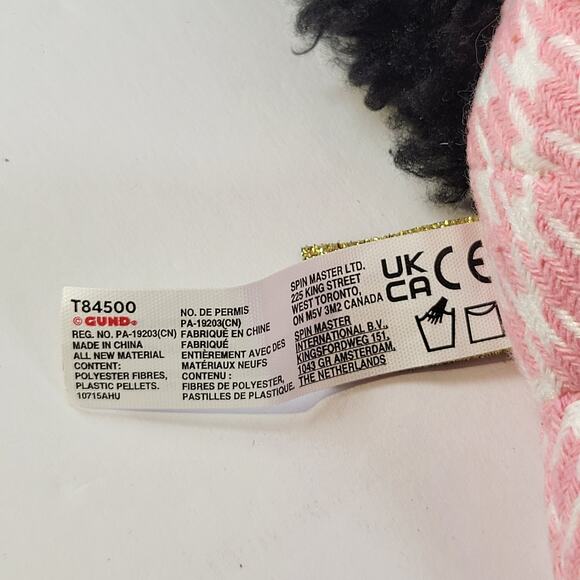 T84500
© GUND®
REG. NO. PA-19203(CN)
MADE IN CHINA
ALL NEW MATERIAL
CONTENT:
POLYESTER FIBRES,
PLASTIC PELLETS.
10715AHU
NO. DE PERMIS
PA-19203(CN)
FABRIQUÉ EN CHINE
FABRIQUÉ
ENTIÈREMENT AVEC DES
MATÉRIAUX NEUFS
CONTENU :
FIBRES DE POLYESTER,
PASTILLES DE PLASTIQUE.
SPIN MASTER LTD.
225 KING STREET
WEST TORONTO,
ON M5V 3M2 CANADA
SPIN MASTER
INTERNATIONAL B.V.,
KINGSFORDWEG 151,
1043 GR AMSTERDAM,
THE NETHERLANDS
UK
CA
CE